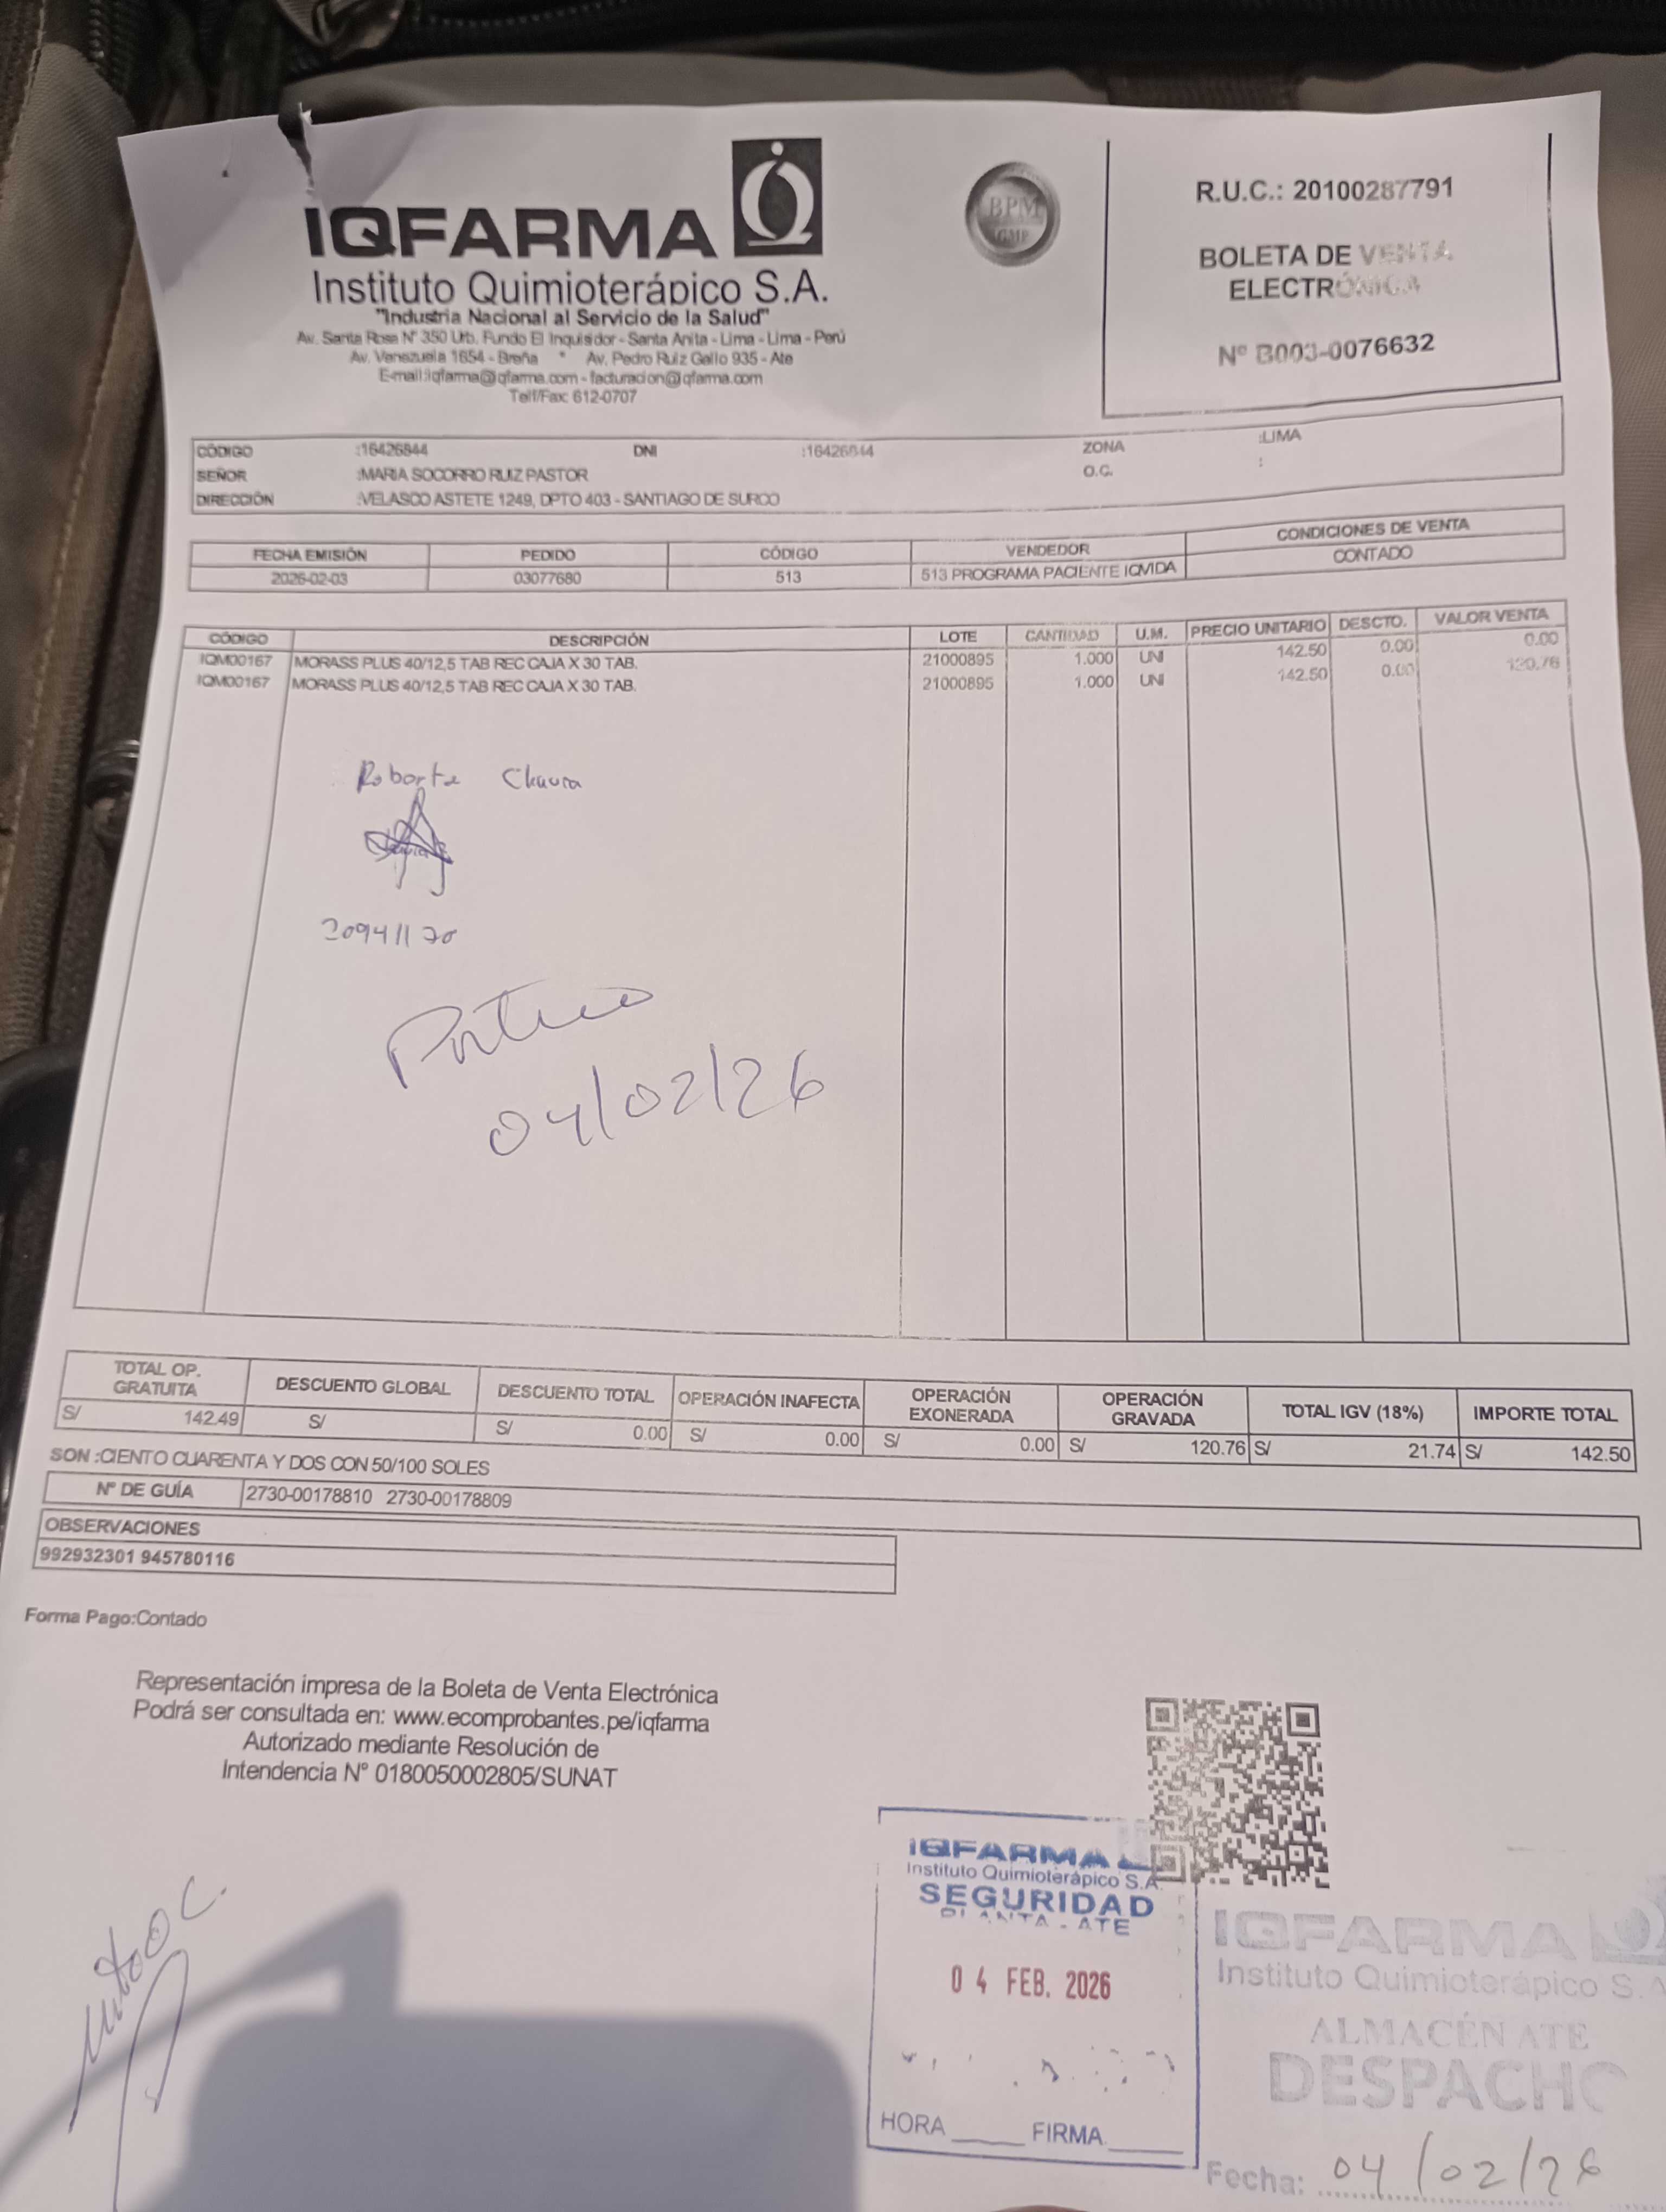 IQFARMA
Instituto Quimioterápico S.A.
"Industria Nacional al Servicio de la Salud"
Av. Santa Rosa N° 350 Urb. Fundo El Inquisidor - Santa Anita - Lima - Lima - Perú
Av. Venezuela 1654 - Breña * Av. Pedro Ruiz Gallo 935 - Ate
E-mail:iqfarma@iqfarma.com - facturacion@iqfarma.com
Telf/Fax: 612-0707
BPM
GMP
R.U.C.: 20100287791
BOLETA DE VENTA
ELECTRÓNICA
N° B003-0076632
CÓDIGO :16426844 DNI :16426844 ZONA :LIMA
SEÑOR :MARIA SOCORRO RUIZ PASTOR O.C. :
DIRECCIÓN :VELASCO ASTETE 1249, DPTO 403 - SANTIAGO DE SURCO
FECHA EMISIÓN PEDIDO CÓDIGO VENDEDOR CONDICIONES DE VENTA
2026-02-03 03077680 513 513 PROGRAMA PACIENTE IQVIDA CONTADO
CÓDIGO DESCRIPCIÓN LOTE CANTIDAD U.M. PRECIO UNITARIO DESCTO. VALOR VENTA
IQM00167 MORASS PLUS 40/12,5 TAB REC CAJA X 30 TAB. 21000895 1.000 UNI 142.50 0.00 0.00
IQM00167 MORASS PLUS 40/12,5 TAB REC CAJA X 30 TAB. 21000895 1.000 UNI 142.50 0.00 120.76
04/02/26
TOTAL OP. GRATUITA DESCUENTO GLOBAL DESCUENTO TOTAL OPERACIÓN INAFECTA OPERACIÓN EXONERADA OPERACIÓN GRAVADA TOTAL IGV (18%) IMPORTE TOTAL
S/ 142.49 S/ S/ 0.00 S/ 0.00 S/ 0.00 S/ 120.76 S/ 21.74 S/ 142.50
SON :CIENTO CUARENTA Y DOS CON 50/100 SOLES
N° DE GUÍA 2730-00178810 2730-00178809
OBSERVACIONES
992932301 945780116
Forma Pago:Contado
Representación impresa de la Boleta de Venta Electrónica
Podrá ser consultada en: www.ecomprobantes.pe/iqfarma
Autorizado mediante Resolución de
Intendencia N° 0180050002805/SUNAT
IQFARMA
Instituto Quimioterápico S.A.
SEGURIDAD
PLANTA - ATE
04 FEB. 2026
HORA FIRMA
IQFARMA
Instituto Quimioterápico S.A
ALMACÉN ATE
DESPACHO
Fecha: 04/02/26